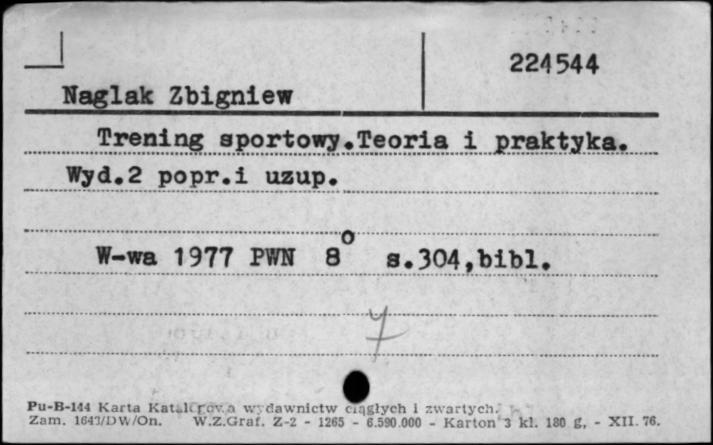 224544
Naglak Zbigniew
Trening sportowy.Teoria i praktyka.
Wyd.2 popr.i uzup.
W-wa 1977 PWN 8° s.304,bibl.
Pu-B-144 Karta Katalogowa wydawnictw ciągłych i zwartych.
Zam. 1643/DW/On. W.Z.Graf. Z-2 - 1265 - 6.590.000 - Karton 3 kl. 180 g, - XII. 76.